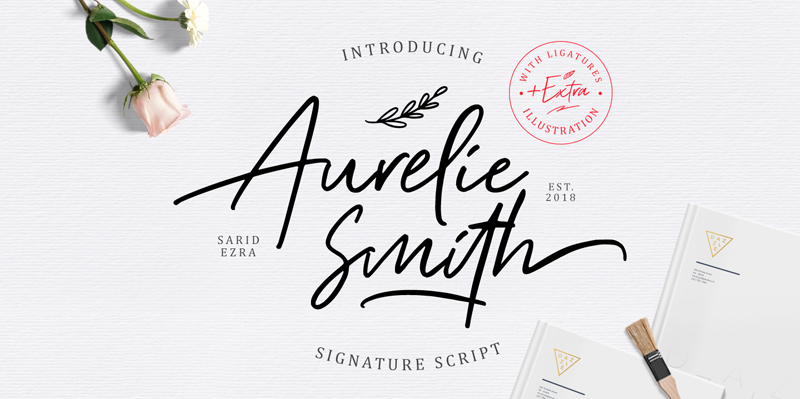 INTRODUCING
WITH LIGATURES
+Extra
ILLUSTRATION
Aurelie
EST.
2018
SARID
EZRA
Smith
SIGNATURE SCRIPT